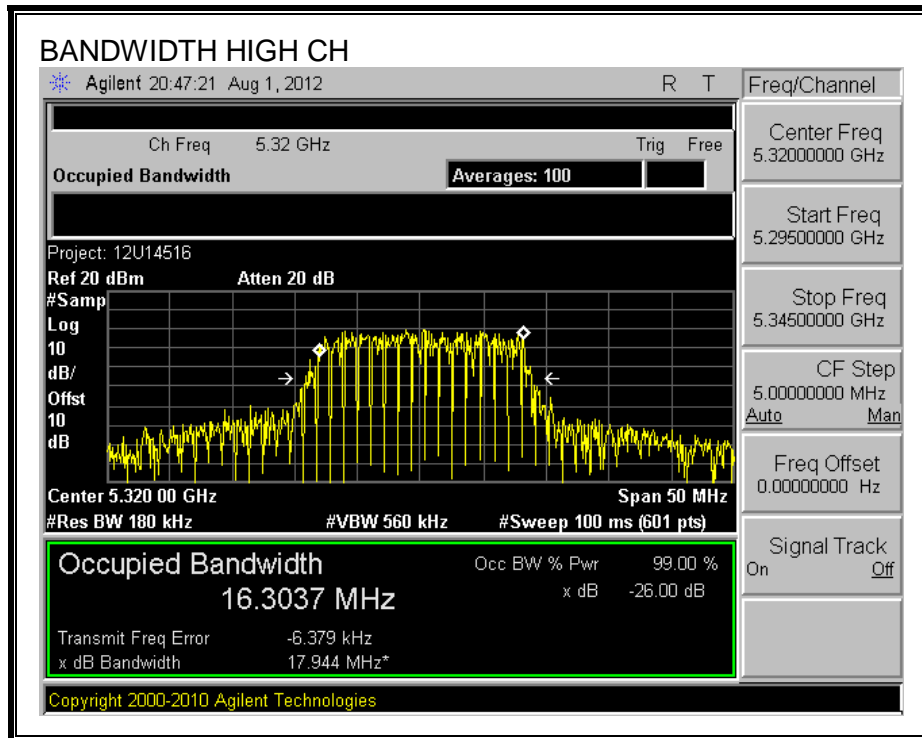 BANDWIDTH HIGH CH
Agilent 20:47:21 Aug 1, 2012 R T
Freq/Channel
Ch Freq 5.32 GHz Trig Free
Occupied Bandwidth Averages: 100
Center Freq
5.32000000 GHz
Start Freq
5.29500000 GHz
Stop Freq
5.34500000 GHz
CF Step
5.00000000 MHz
Auto Man
Freq Offset
0.00000000 Hz
Signal Track
On Off
Project: 12U14516
Ref 20 dBm Atten 20 dB
#Samp
Log
10
dB/
Offst
10
dB
Center 5.320 00 GHz Span 50 MHz
#Res BW 180 kHz #VBW 560 kHz #Sweep 100 ms (601 pts)
Occupied Bandwidth Occ BW % Pwr 99.00 %
16.3037 MHz x dB -26.00 dB
Transmit Freq Error -6.379 kHz
x dB Bandwidth 17.944 MHz*
Copyright 2000-2010 Agilent Technologies